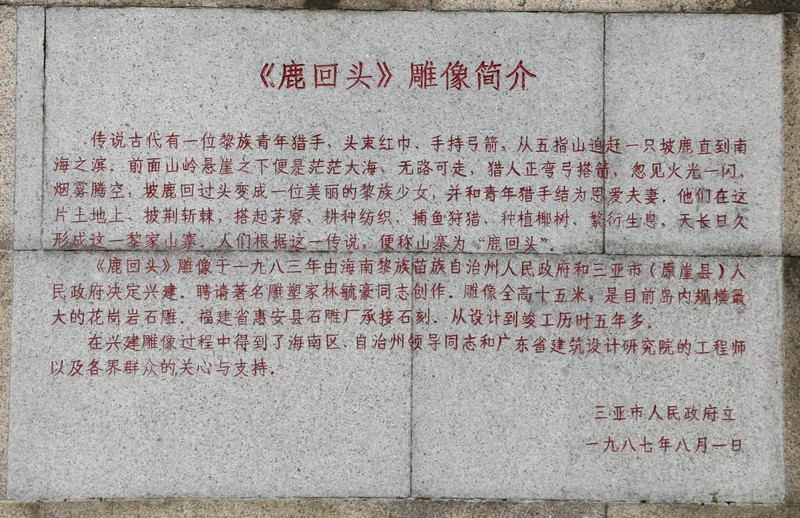 《鹿回头》雕像简介
传说古代有一位黎族青年猎手，头束红巾、手持弓箭，从五指山追赶一只坡鹿直到南
海之滨．前面山岭悬崖之下便是茫茫大海、无路可走，猎人正弯弓搭箭，忽见火光一闪，
烟雾腾空，坡鹿回过头变成一位美丽的黎族少女，并和青年猎手结为恩爱夫妻．他们在这
片土地上、披荆斩棘，搭起茅寮，耕种纺织、捕鱼狩猎、种植椰树、繁衍生息，天长日久
形成这一黎家山寨．人们根据这一传说，便称山寨为“鹿回头”．
《鹿回头》雕像于一九八三年由海南黎族苗族自治州人民政府和三亚市（原崖县）人
民政府决定兴建．聘请著名雕塑家林毓豪同志创作．雕像全高十五米，是目前岛内规模最
大的花岗岩石雕．福建省惠安县石雕厂承接石刻、从设计到竣工历时五年多．
在兴建雕像过程中得到了海南区、自治州领导同志和广东省建筑设计研究院的工程师
以及各界群众的关心与支持．
三亚市人民政府立
一九八七年八月一日